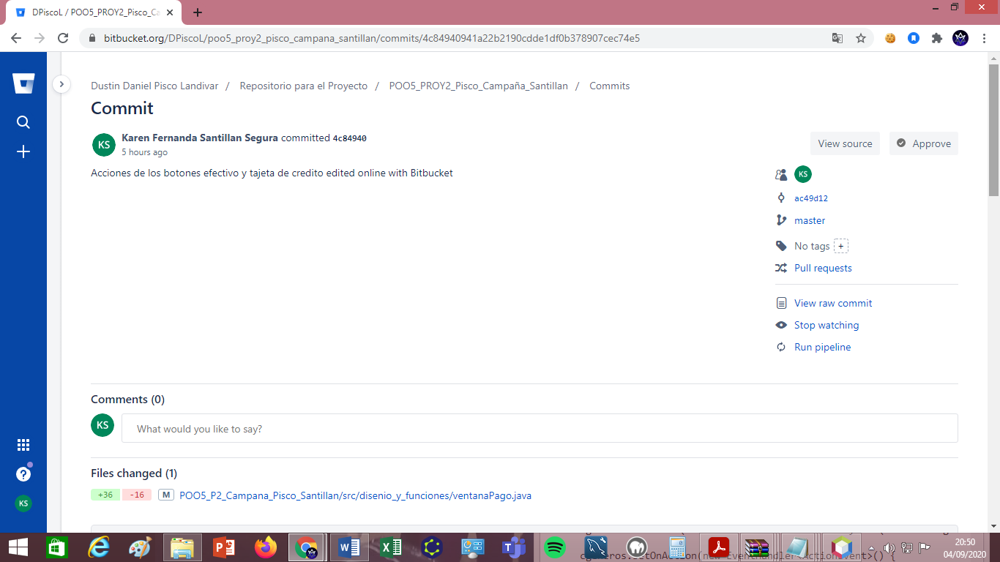 DPiscoL / POO5_PROY2_Pisco_Ca
bitbucket.org/DPiscoL/poo5_proy2_pisco_campana_santillan/commits/4c84940941a22b2190cdde1df0b378907cec74e5
Dustin Daniel Pisco Landivar / Repositorio para el Proyecto / POO5_PROY2_Pisco_Campaña_Santillan / Commits
Commit
KS Karen Fernanda Santillan Segura committed 4c84940
5 hours ago
View source Approve
Acciones de los botones efectivo y tajeta de credito edited online with Bitbucket
KS
ac49d12
master
No tags +
Pull requests
View raw commit
Stop watching
Run pipeline
Comments (0)
KS What would you like to say?
Files changed (1)
+36 -16 M POO5_P2_Campana_Pisco_Santillan/src/disenio_y_funciones/ventanaPago.java
KS
20:50
04/09/2020